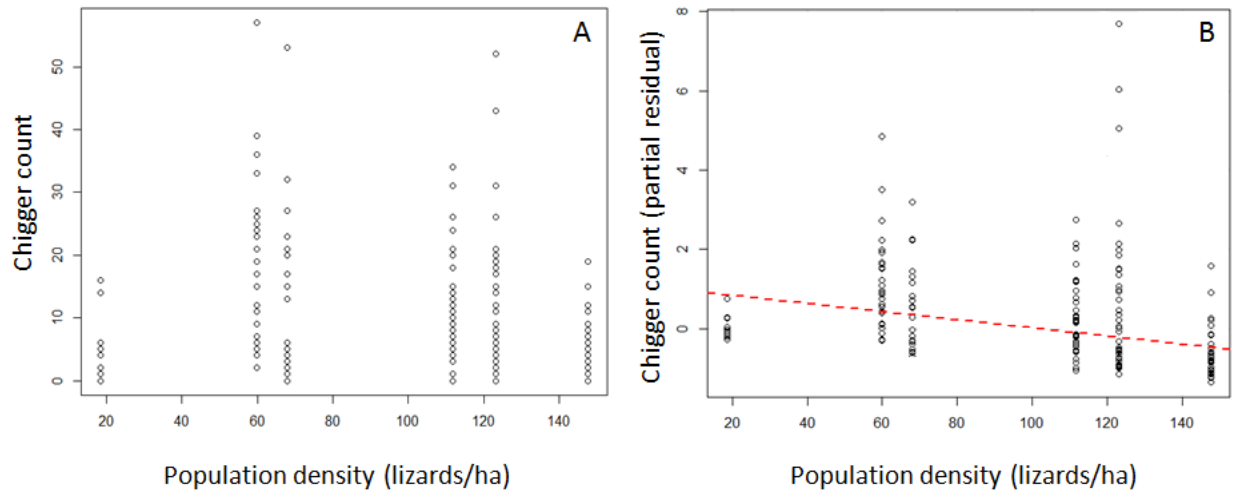 A
Chigger count
50
40
30
20
10
0
20 40 60 80 100 120 140
Population density (lizards/ha)
B
Chigger count (partial residual)
8
6
4
2
0
20 40 60 80 100 120 140
Population density (lizards/ha)